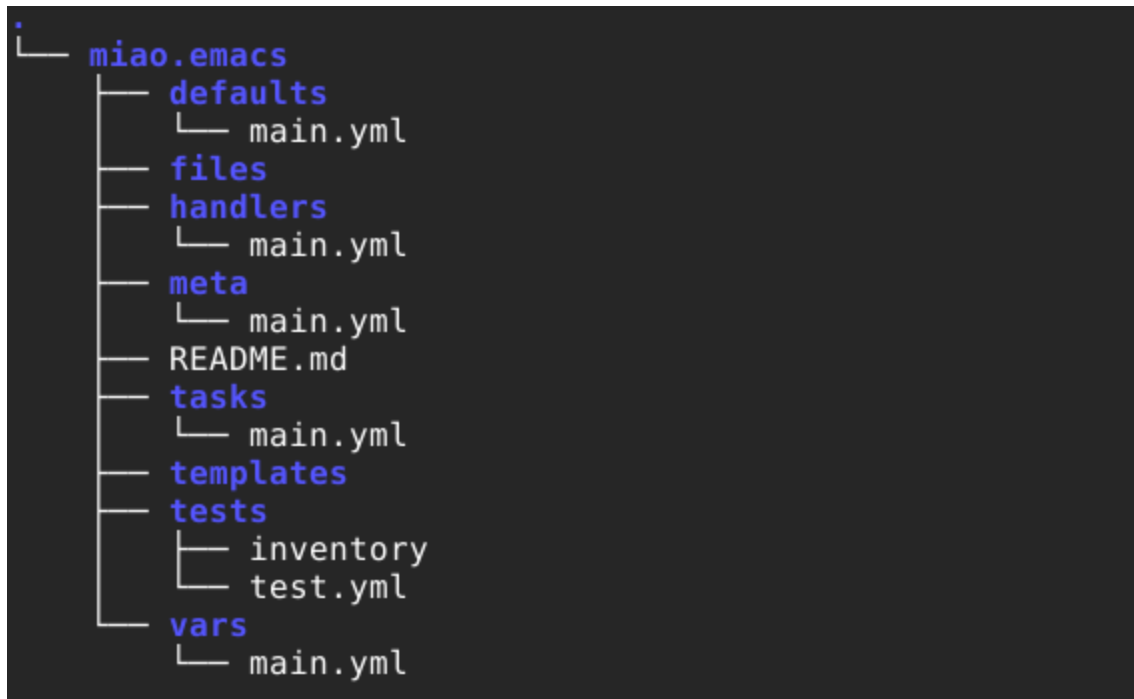 .
└── miao.emacs
    ├── defaults
    │   └── main.yml
    ├── files
    ├── handlers
    │   └── main.yml
    ├── meta
    │   └── main.yml
    ├── README.md
    ├── tasks
    │   └── main.yml
    ├── templates
    ├── tests
    │   ├── inventory
    │   └── test.yml
    └── vars
        └── main.yml